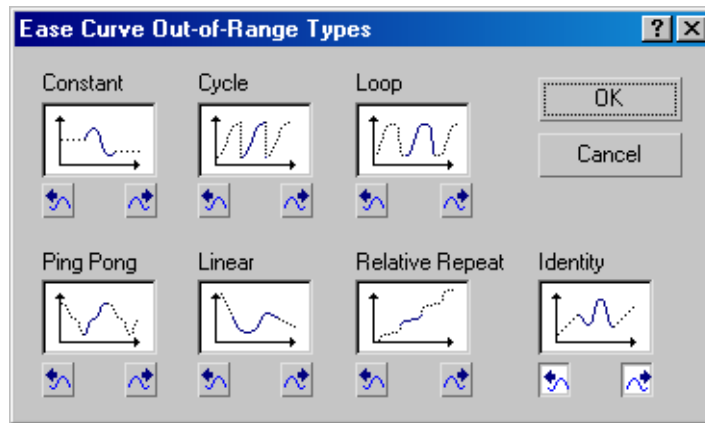 Ease Curve Out-of-Range Types
Constant
Cycle
Loop
OK
Cancel
Ping Pong
Linear
Relative Repeat
Identity